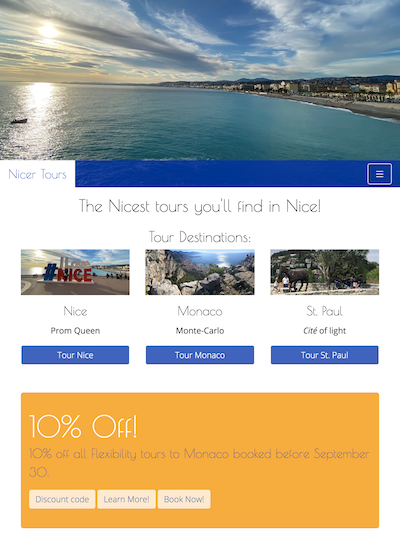 Nicer Tours
☰
The Nicest tours you'll find in Nice!
Tour Destinations:
#NICE
Nice
Monaco
St. Paul
Prom Queen
Monte-Carlo
Cité of light
Tour Nice
Tour Monaco
Tour St. Paul
10% Off!
10% off all Flexibility tours to Monaco booked before September
30.
Discount code
Learn More!
Book Now!